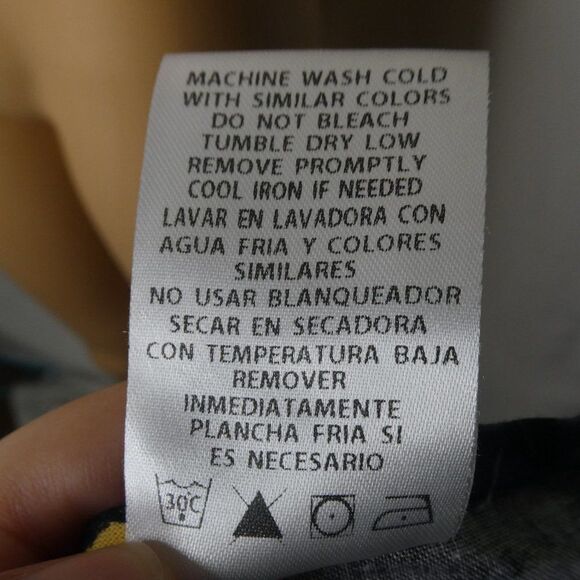 MACHINE WASH COLD
WITH SIMILAR COLORS
DO NOT BLEACH
TUMBLE DRY LOW
REMOVE PROMPTLY
COOL IRON IF NEEDED
LAVAR EN LAVADORA CON
AGUA FRIA Y COLORES
SIMILARES
NO USAR BLANQUEADOR
SECAR EN SECADORA
CON TEMPERATURA BAJA
REMOVER
INMEDIATAMENTE
PLANCHA FRIA SI
ES NECESARIO
30C